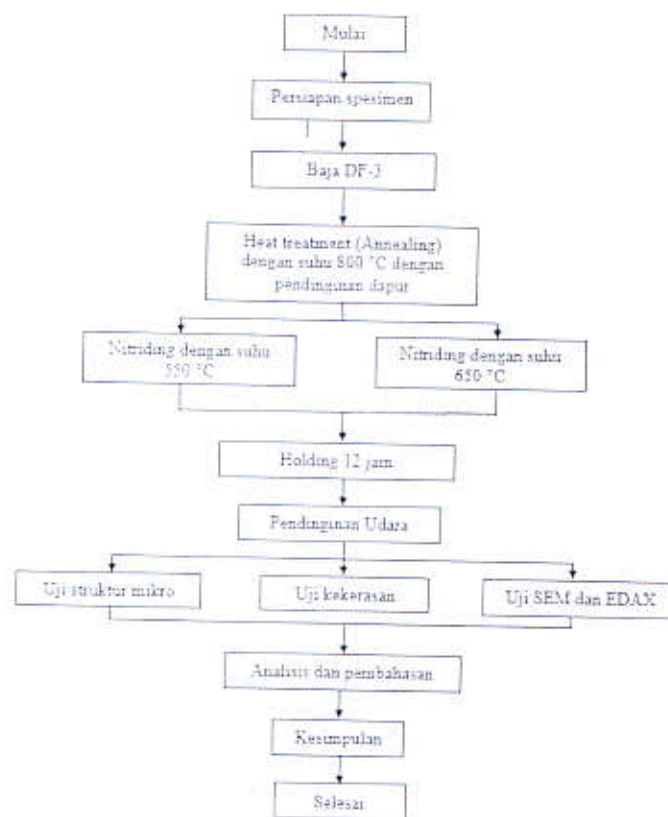 Mulai
Persiapan spesimen
Baja DF-3
Heat treatment (Annealing)
dengan suhu 800 °C dengan
pendinginan dapur
Nitriding dengan suhu
550 °C
Nitriding dengan suhu
650 °C
Holding 12 jam
Pendinginan Udara
Uji struktur mikro
Uji kekerasan
Uji SEM dan EDAX
Analisis dan pembahasan
Kesimpulan
Selesai